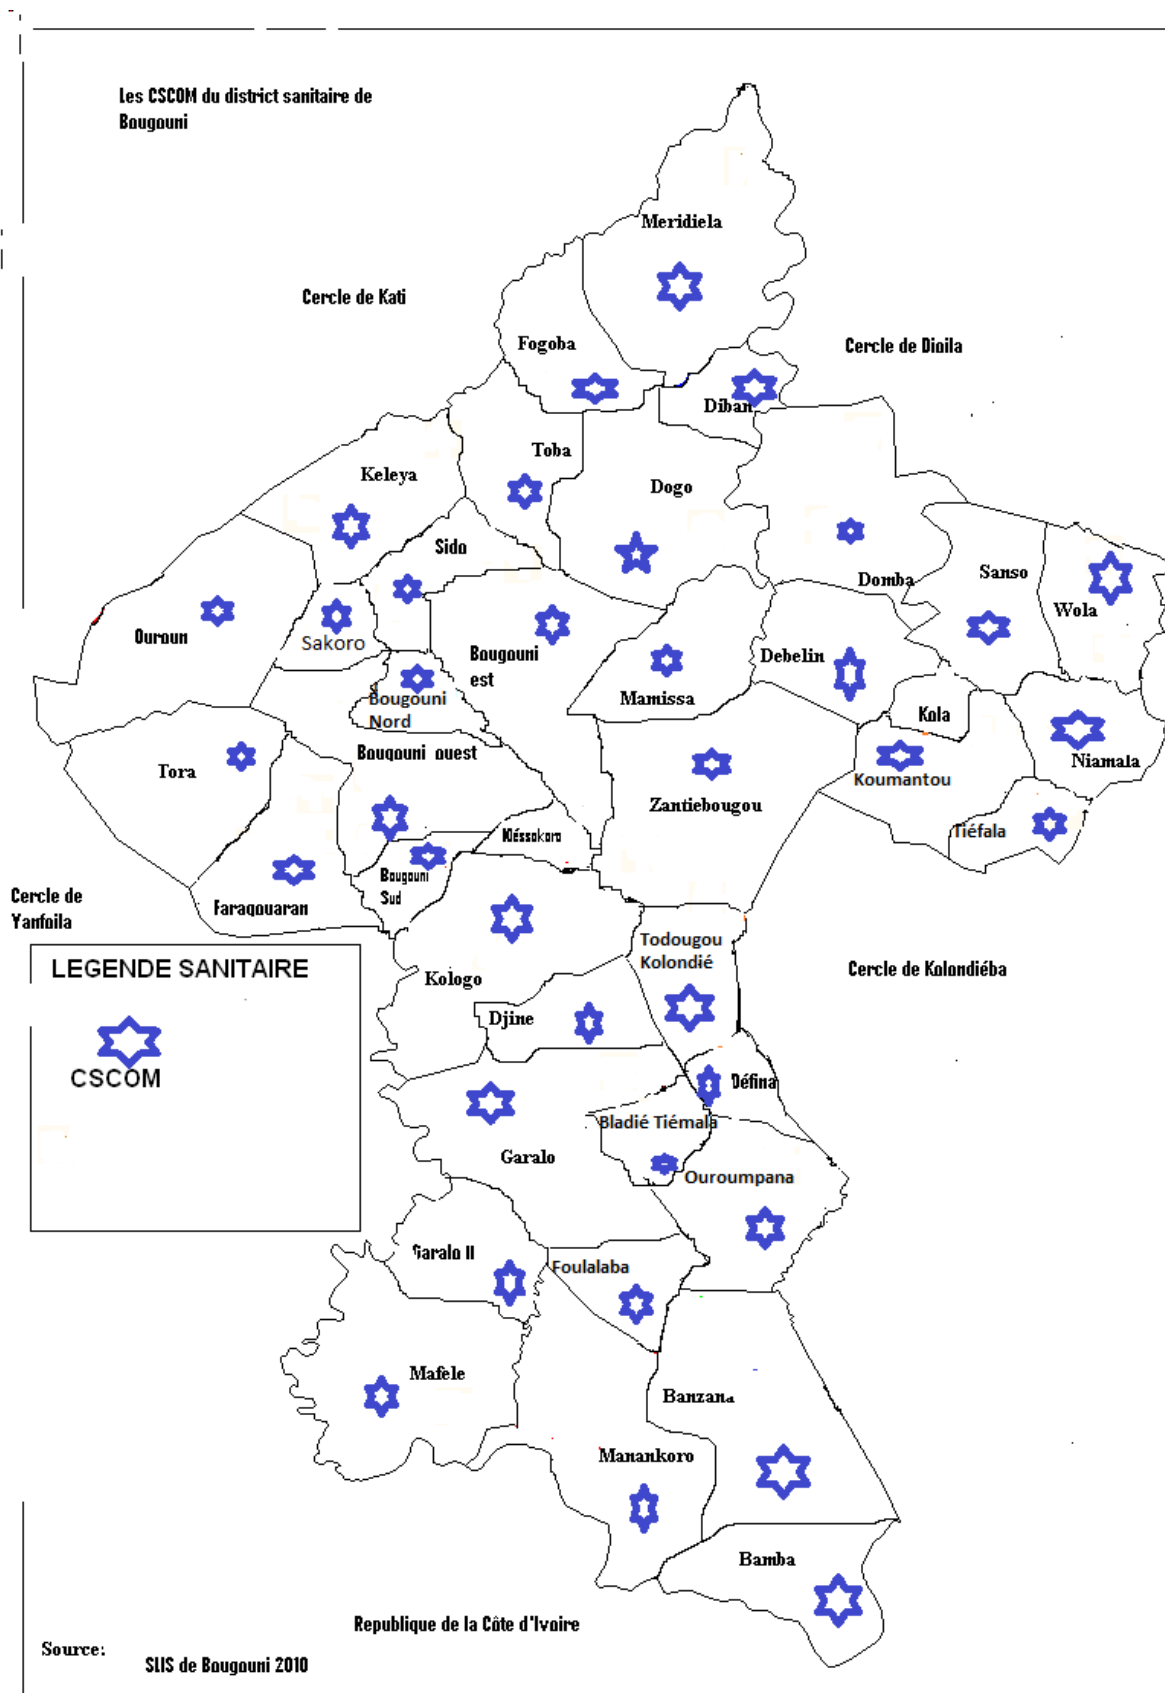 Les CSCOM du district sanitaire de
Bougouni
Meridiela
Cercle de Kati
Fogoba
Cercle de Dioila
Diban
Toba
Keleya
Dogo
Sido
Sanso
Domba
Wola
Ouroun
Sakoro
Bougouni
est
Debelin
Mamissa
Bougouni
Nord
Kola
Bougouni ouest
Niamala
Tora
Koumantou
Zantiebougou
Tiéfala
Kléssokoro
Bougouni
Sud
Faragouaran
Cercle de
Yanfoila
Todougou
Kolondié
LEGENDE SANITAIRE
Cercle de Kolondiéba
Kologo
Djine
CSCOM
Défina
Bladié Tiémala
Garalo
Ouroumpana
Garalo II
Foulalaba
Mafele
Banzana
Manankoro
Bamba
Republique de la Côte d'Ivoire
Source:
SLIS de Bougouni 2010